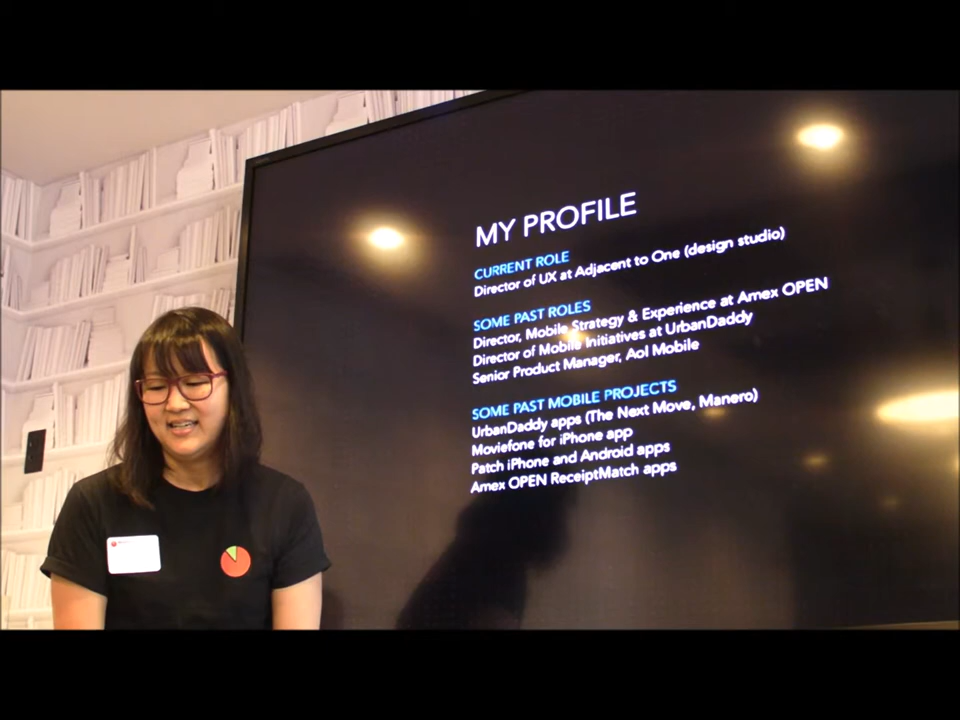 MY PROFILE
CURRENT ROLE
Director of UX at Adjacent to One (design studio)
SOME PAST ROLES
Director, Mobile Strategy & Experience at Amex OPEN
Director of Mobile Initiatives at UrbanDaddy
Senior Product Manager, Aol Mobile
SOME PAST MOBILE PROJECTS
UrbanDaddy apps (The Next Move, Manero)
Moviefone for iPhone app
Patch iPhone and Android apps
Amex OPEN ReceiptMatch apps